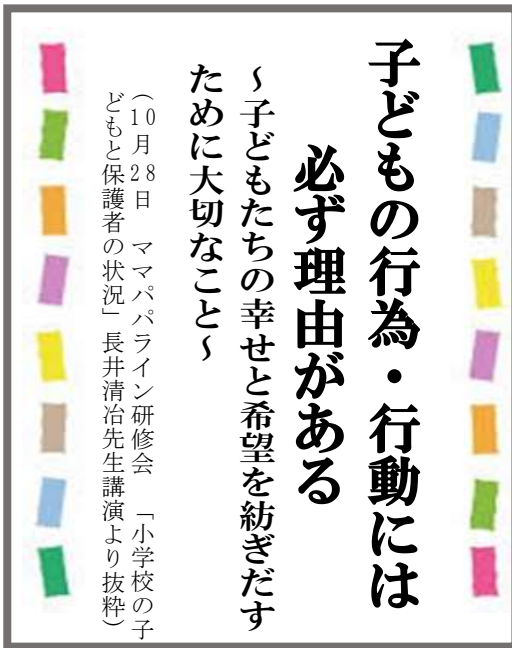 子どもの行為・行動には
必ず理由がある
～子どもたちの幸せと希望を紡ぎだす
ために大切なこと～
（10月28日　ママパパライン研修会　「小学校の子
どもと保護者の状況」長井清冶先生講演より抜粋）